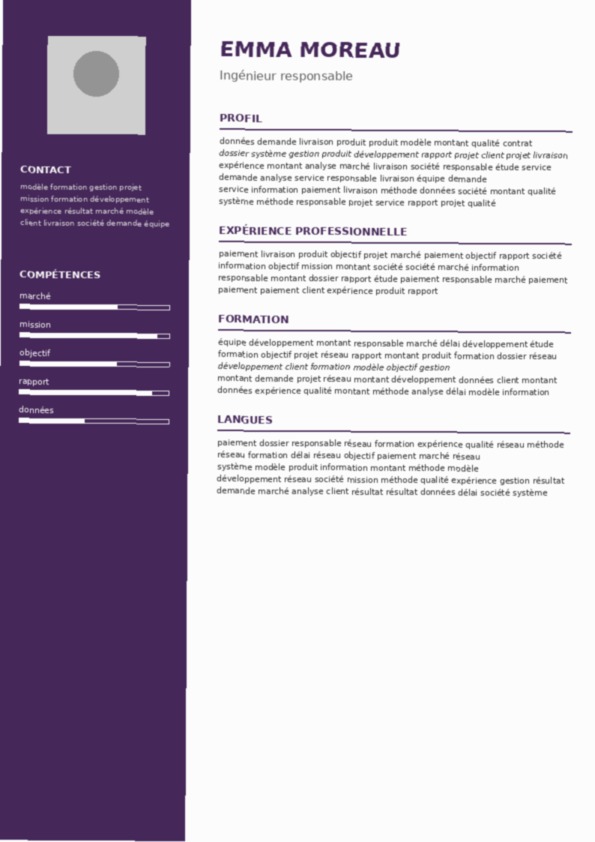 EMMA MOREAU
Ingénieur responsable
CONTACT
modèle formation gestion projet
mission formation développement
expérience résultat marché modèle
client livraison société demande équipe
COMPÉTENCES
marché
mission
objectif
rapport
données
PROFIL
données demande livraison produit produit modèle montant qualité contrat
dossier système gestion produit développement rapport projet client projet livraison
expérience montant analyse marché livraison société responsable étude service
demande analyse service responsable livraison équipe demande
service information paiement livraison méthode données société montant qualité
système méthode responsable projet service rapport projet qualité
EXPÉRIENCE PROFESSIONNELLE
paiement livraison produit objectif projet marché paiement objectif rapport société
information objectif mission montant société société marché information
responsable montant dossier rapport étude paiement responsable marché paiement
paiement paiement client expérience produit rapport
FORMATION
équipe développement montant responsable marché délai développement étude
formation objectif projet réseau rapport montant produit formation dossier réseau
développement client formation modèle objectif gestion
montant demande projet réseau montant développement données client montant
données expérience qualité montant méthode analyse délai modèle information
LANGUES
paiement dossier responsable réseau formation expérience qualité réseau méthode
réseau formation délai réseau objectif paiement marché réseau
système modèle produit information montant méthode modèle
développement réseau société mission méthode qualité expérience gestion résultat
demande marché analyse client résultat résultat données délai société système